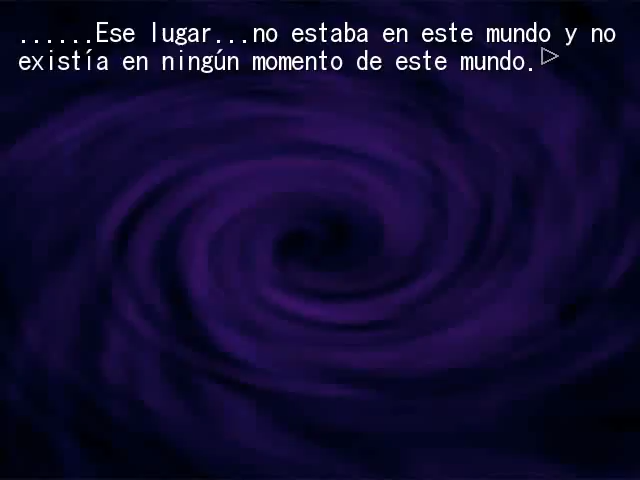 ......Ese lugar...no estaba en este mundo y no
existía en ningún momento de este mundo.